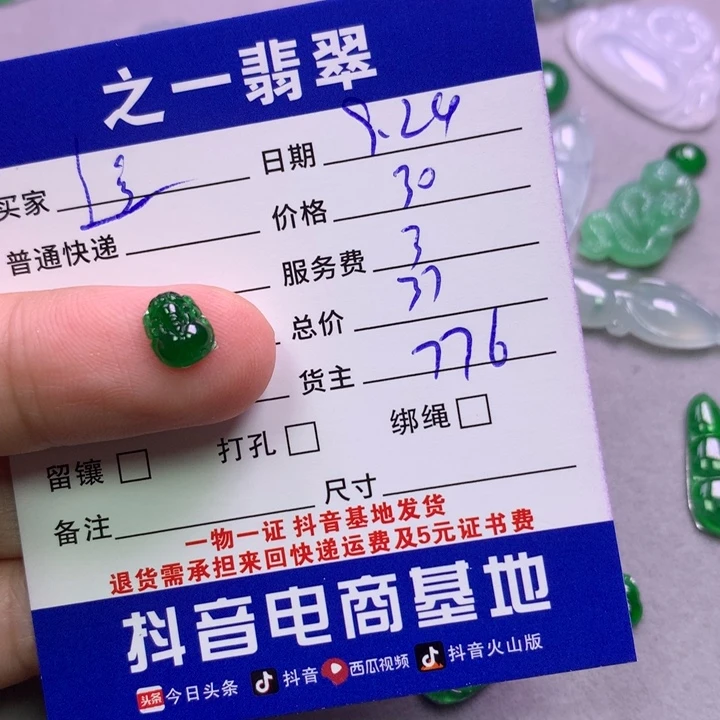 之一翡翠
买家 日期 9.24
普通快递 价格 30
服务费 3
总价 37
货主 776
留镶 打孔 绑绳
备注 尺寸
一物一证 抖音基地发货
退货需承担来回快递运费及5元证书费
抖音电商基地
头条 今日头条 抖音 西瓜视频 抖音火山版